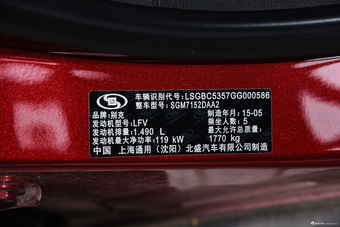 车辆识别代号: LSGBC5357GG000586
整车型号: SGM7152DAA2
品牌: 别克 制造年月: 15-05
发动机型号: LFV 乘坐人数: 5
发动机排量: 1.490 L 最大允许总质量:
发动机最大净功率: 119 kW 1770 kg
中国 上海通用(沈阳)北盛汽车有限公司制造